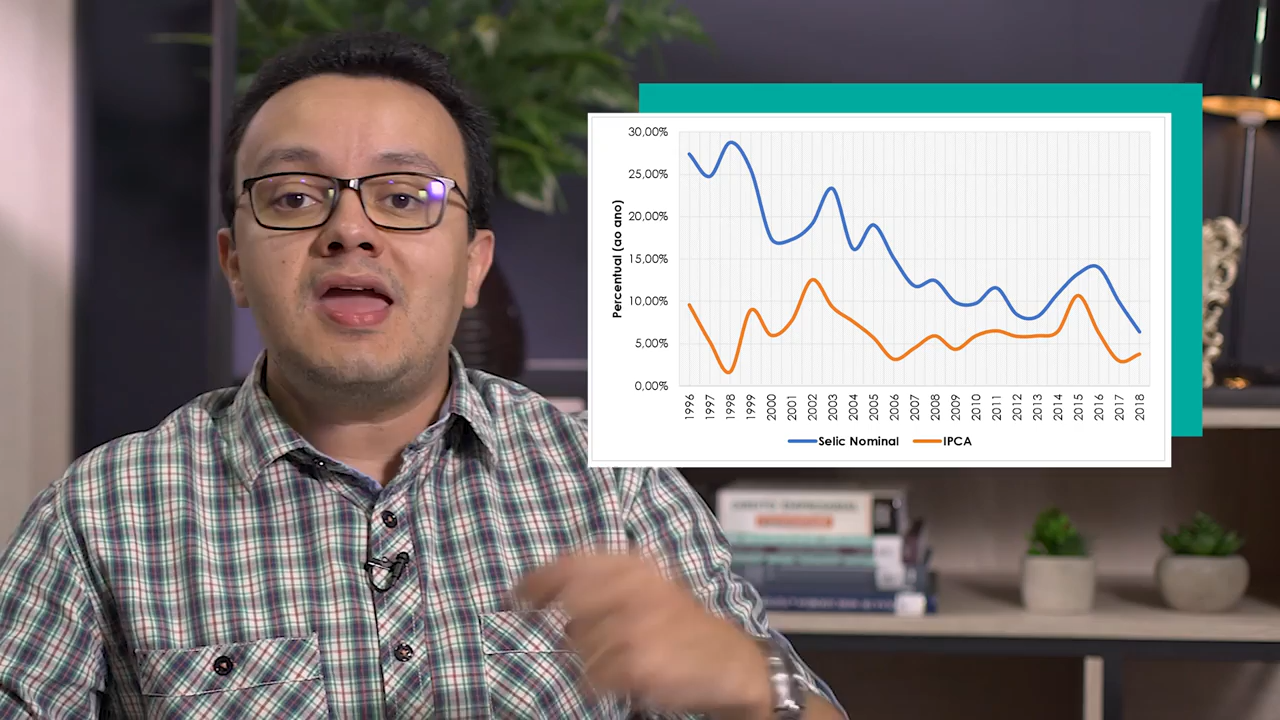 30,00%
25,00%
20,00%
15,00%
10,00%
5,00%
0,00%
Percentual (ao ano)
1996 1997 1998 1999 2000 2001 2002 2003 2004 2005 2006 2007 2008 2009 2010 2011 2012 2013 2014 2015 2016 2017 2018
Selic Nominal IPCA